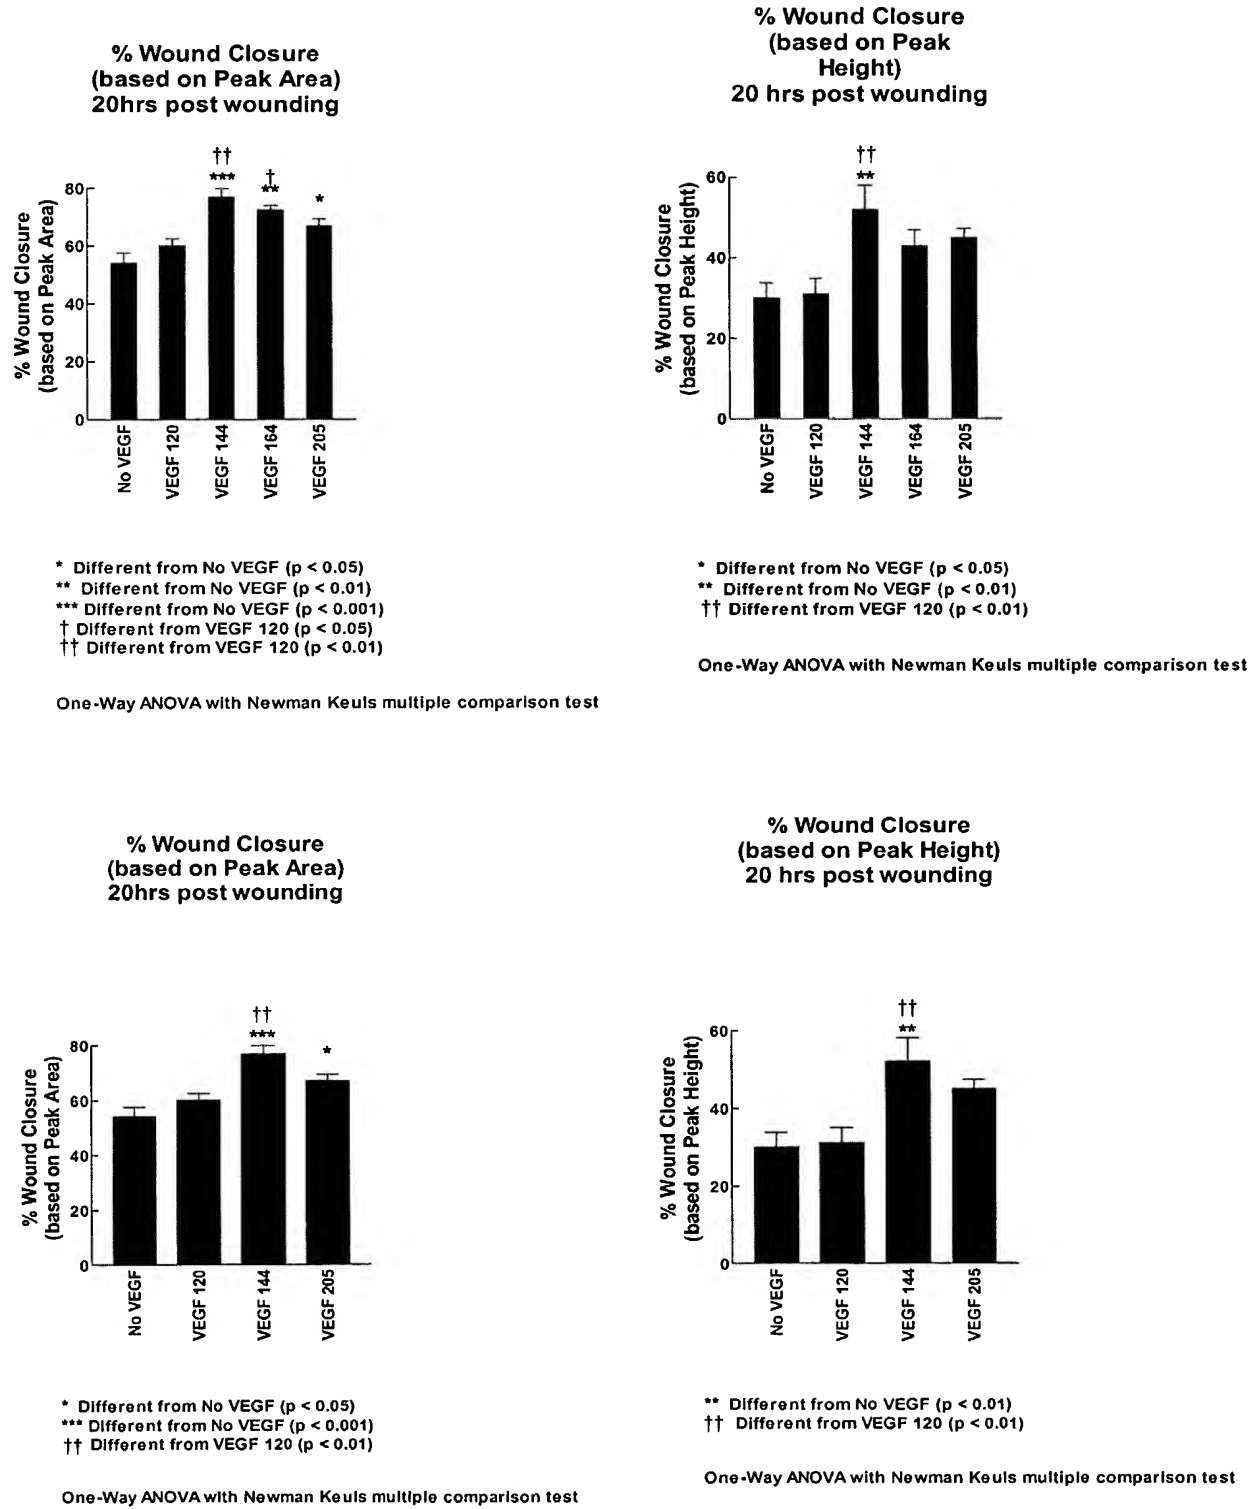 % Wound Closure
(based on Peak Area)
20hrs post wounding
††
***
†
**
*
80
60
40
20
0
% Wound Closure
(based on Peak Area)
No VEGF
VEGF 120
VEGF 144
VEGF 164
VEGF 205
* Different from No VEGF (p < 0.05)
** Different from No VEGF (p < 0.01)
*** Different from No VEGF (p < 0.001)
† Different from VEGF 120 (p < 0.05)
†† Different from VEGF 120 (p < 0.01)
One-Way ANOVA with Newman Keuls multiple comparison test
% Wound Closure
(based on Peak
Height)
20 hrs post wounding
††
**
60
40
20
0
% Wound Closure
(based on Peak Height)
No VEGF
VEGF 120
VEGF 144
VEGF 164
VEGF 205
* Different from No VEGF (p < 0.05)
** Different from No VEGF (p < 0.01)
†† Different from VEGF 120 (p < 0.01)
One-Way ANOVA with Newman Keuls multiple comparison test
% Wound Closure
(based on Peak Area)
20hrs post wounding
††
***
*
80
60
40
20
0
% Wound Closure
(based on Peak Area)
No VEGF
VEGF 120
VEGF 144
VEGF 205
* Different from No VEGF (p < 0.05)
*** Different from No VEGF (p < 0.001)
†† Different from VEGF 120 (p < 0.01)
One-Way ANOVA with Newman Keuls multiple comparison test
% Wound Closure
(based on Peak Height)
20 hrs post wounding
††
**
60
40
20
0
% Wound Closure
(based on Peak Height)
No VEGF
VEGF 120
VEGF 144
VEGF 205
** Different from No VEGF (p < 0.01)
†† Different from VEGF 120 (p < 0.01)
One-Way ANOVA with Newman Keuls multiple comparison test